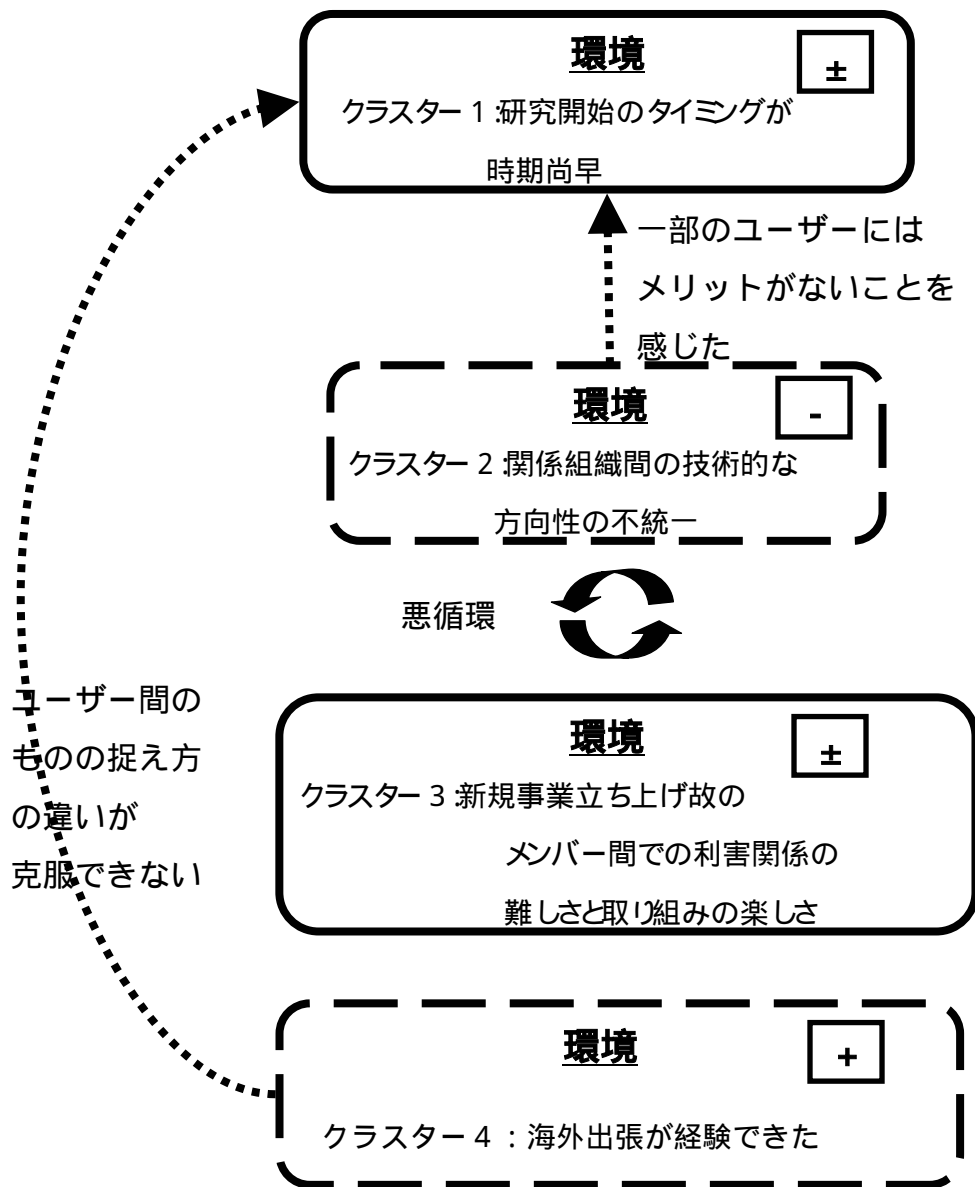 環境
±
クラスター1:研究開始のタイミングが
時期尚早
一部のユーザーには
メリットがないことを
感じた
環境
-
クラスター2:関係組織間の技術的な
方向性の不統一
悪循環
ユーザー間の
ものの捉え方
の違いが
克服できない
環境
±
クラスター3:新規事業立ち上げ故の
メンバー間での利害関係の
難しさと取り組みの楽しさ
環境
+
クラスター4：海外出張が経験できた